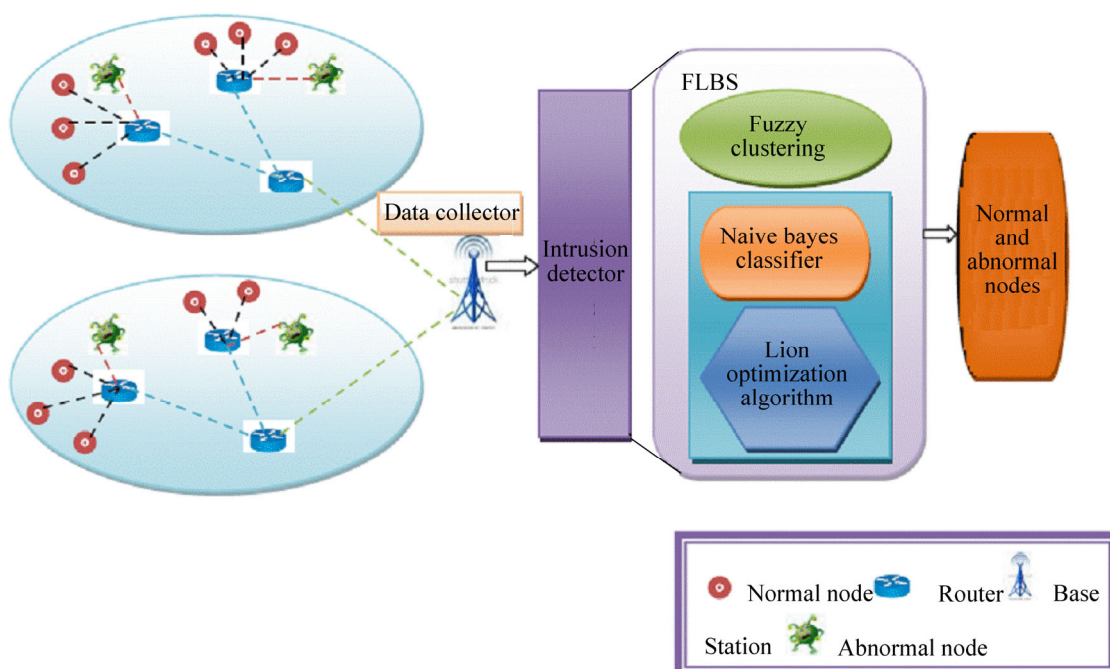 FLBS
Fuzzy
clustering
Data collector
Intrusion
detector
Naive bayes
classifier
Lion
optimization
algorithm
Normal
and
abnormal
nodes
Normal node Router Base
Station Abnormal node